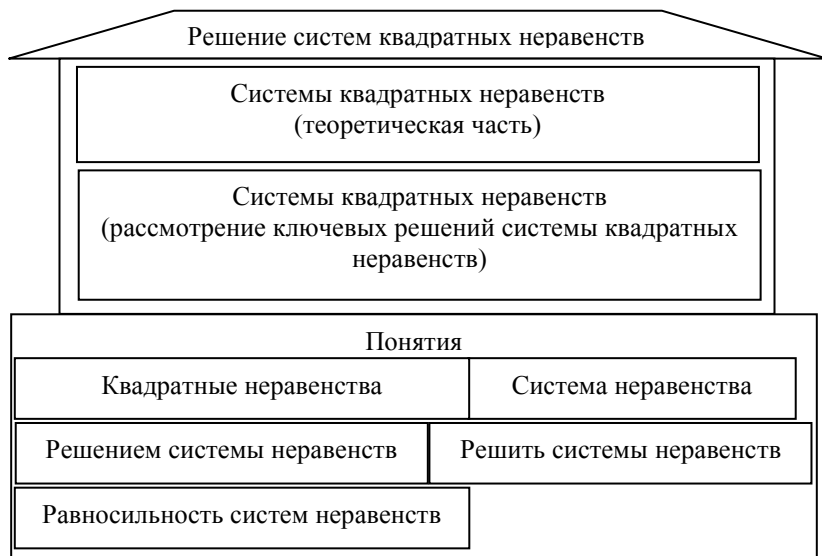 Решение систем квадратных неравенств
Системы квадратных неравенств
(теоретическая часть)
Системы квадратных неравенств
(рассмотрение ключевых решений системы квадратных
неравенств)
Понятия
Квадратные неравенства
Система неравенства
Решением системы неравенств
Решить системы неравенств
Равносильность систем неравенств